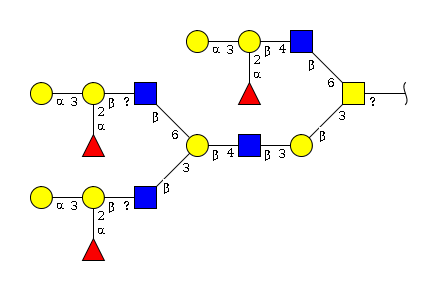 α 3 β 4
2
α β
6
α 3 β ? ?
2 β 3
α 6 β
β 4 β 3
3
α 3 β ? β
2
α